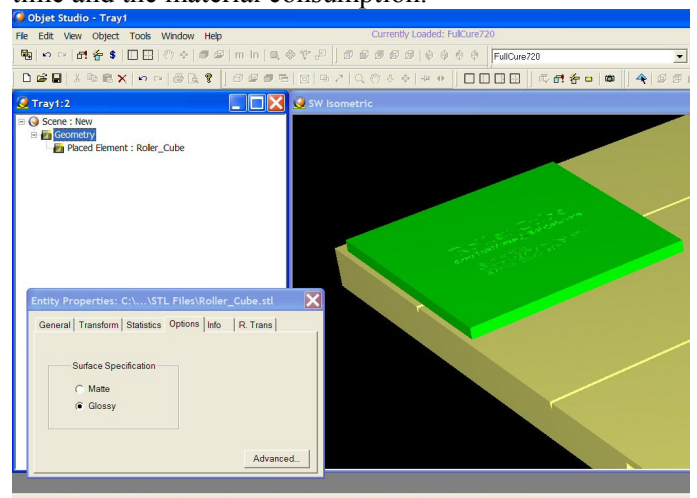 time and the material consumption.
Objet Studio - Tray1
File Edit View Object Tools Window Help
Currently Loaded: FullCure720
FullCure720
Tray1:2
SW Isometric
Scene : New
Geometry
Placed Element : Roller_Cube
Entity Properties: C:\...\STL Files\Roller_Cube.stl
General Transform Statistics Options Info R. Trans
Surface Specification
Matte
Glossy
Advanced...